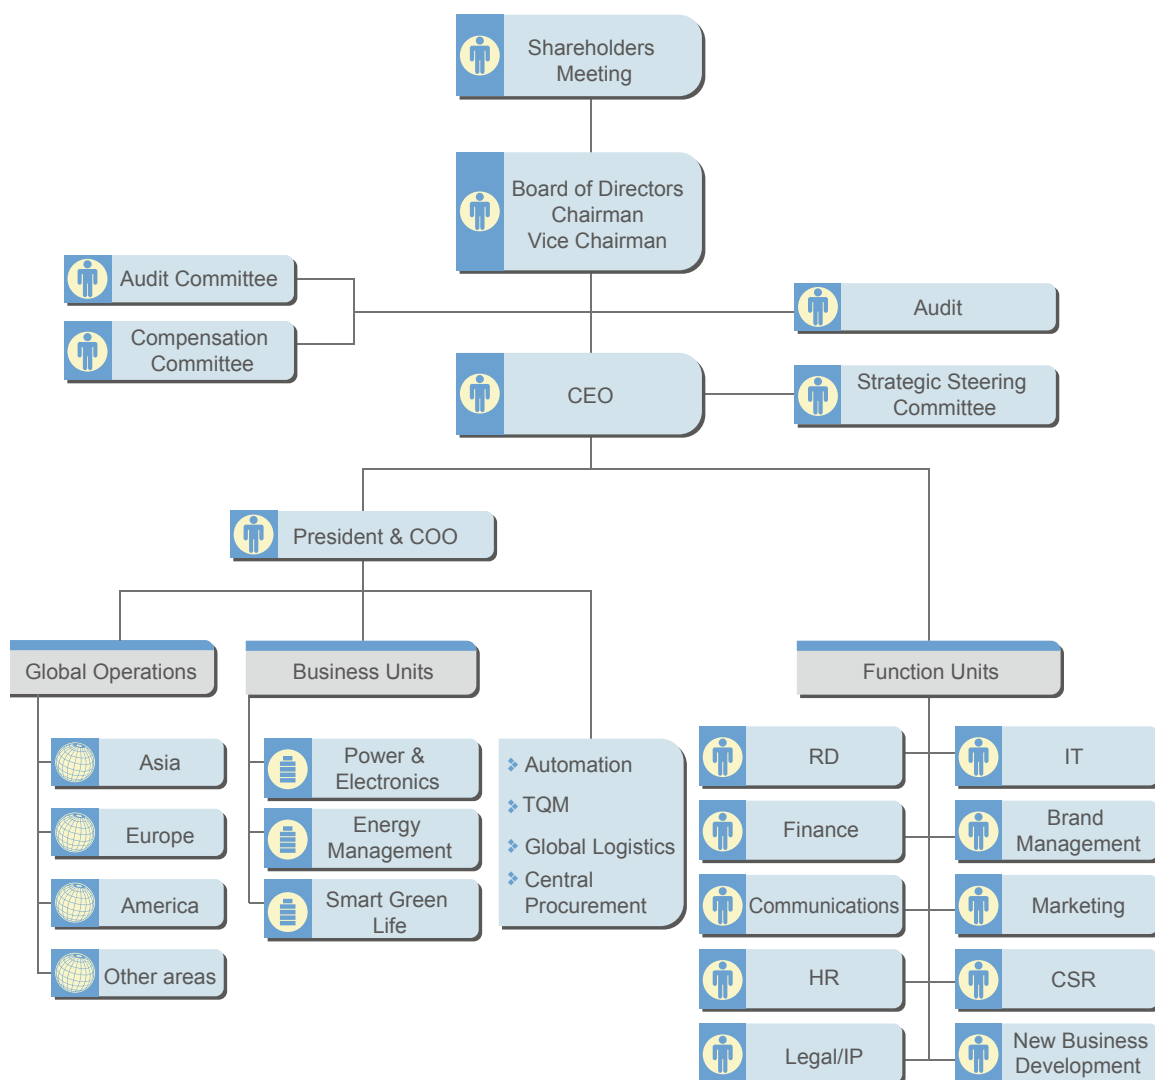 Shareholders
Meeting
Board of Directors
Chairman
Vice Chairman
Audit Committee
Compensation
Committee
Audit
CEO
Strategic Steering
Committee
President & COO
Global Operations
Business Units
Function Units
Asia
Europe
America
Other areas
Power &
Electronics
Energy
Management
Smart Green
Life
Automation
TQM
Global Logistics
Central
Procurement
RD
IT
Finance
Brand
Management
Communications
Marketing
HR
CSR
Legal/IP
New Business
Development